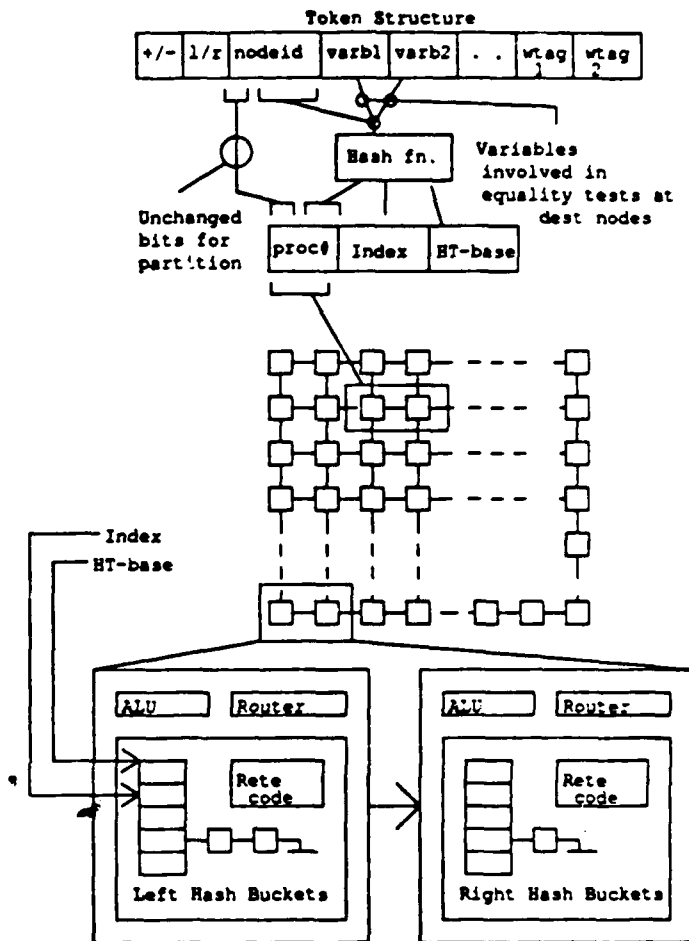 Token Structure
+/- l/r nodeid varb1 varb2 . . wtag 1 wtag 2
Hash fn.
Variables
involved in
equality tests at
dest nodes
Unchanged
bits for
partition
proc# Index HT-base
Index
HT-base
ALU Router
Rete
code
Left Hash Buckets
ALU Router
Rete
code
Right Hash Buckets